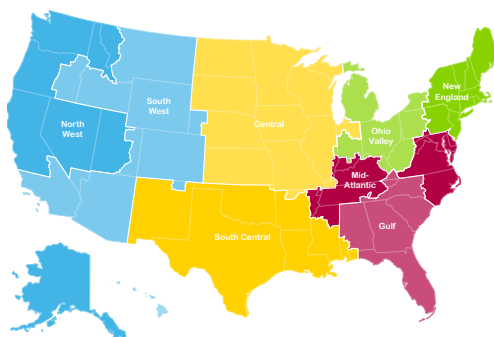 New
England
South
West
North
West
Central
Ohio
Valley
Mid-
Atlantic
Gulf
South Central